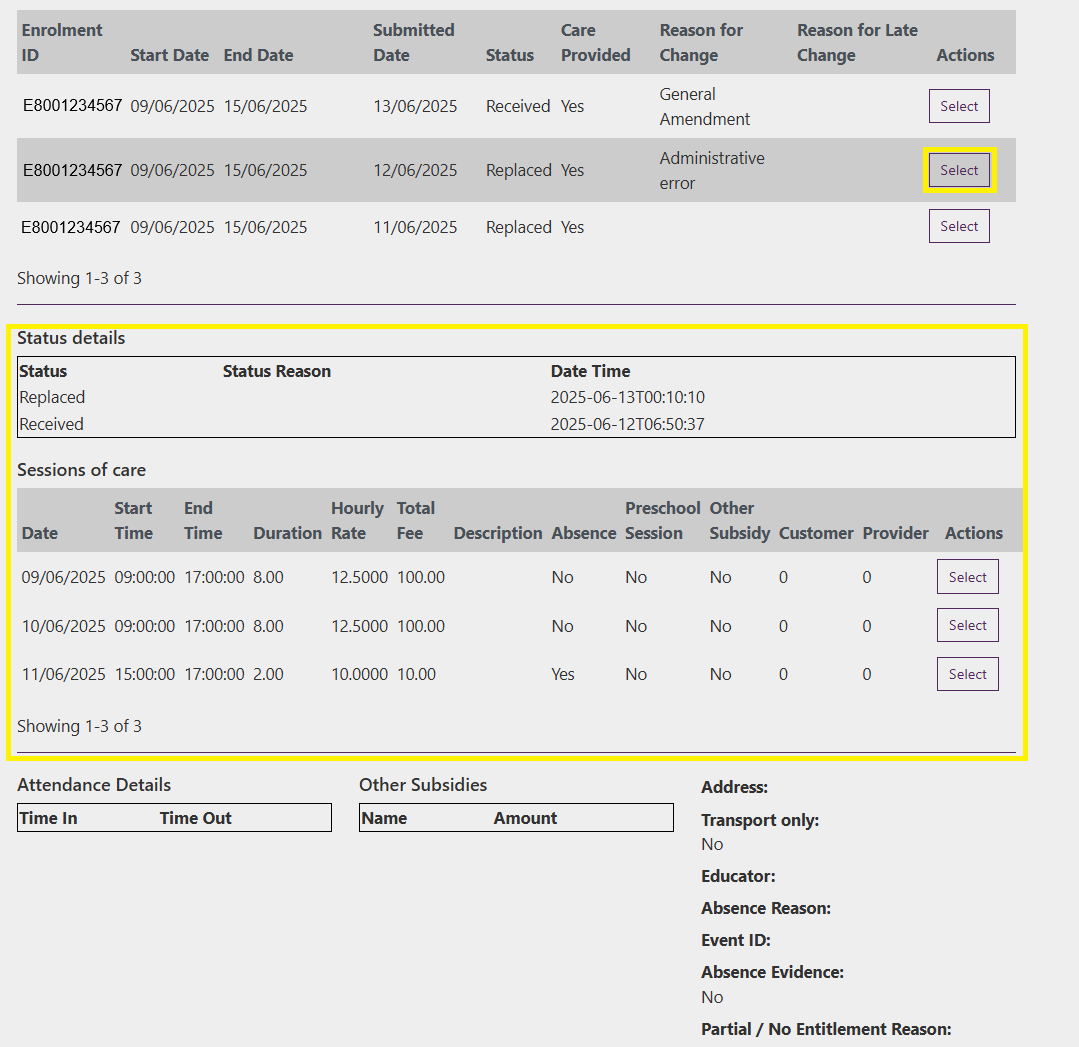 Enrolment ID Start Date End Date Submitted Date Status Care Provided Reason for Change Reason for Late Change Actions
E8001234567 09/06/2025 15/06/2025 13/06/2025 Received Yes General Amendment Select
E8001234567 09/06/2025 15/06/2025 12/06/2025 Replaced Yes Administrative error Select
E8001234567 09/06/2025 15/06/2025 11/06/2025 Replaced Yes Select
Showing 1-3 of 3
Status details
Status Status Reason Date Time
Replaced 2025-06-13T00:10:10
Received 2025-06-12T06:50:37
Sessions of care
Date Start Time End Time Duration Hourly Rate Total Fee Description Absence Preschool Session Other Subsidy Customer Provider Actions
09/06/2025 09:00:00 17:00:00 8.00 12.5000 100.00 No No No 0 0 Select
10/06/2025 09:00:00 17:00:00 8.00 12.5000 100.00 No No No 0 0 Select
11/06/2025 15:00:00 17:00:00 2.00 10.0000 10.00 Yes No No 0 0 Select
Showing 1-3 of 3
Attendance Details
Time In Time Out
Other Subsidies
Name Amount
Address:
Transport only:
No
Educator:
Absence Reason:
Event ID:
Absence Evidence:
No
Partial / No Entitlement Reason: